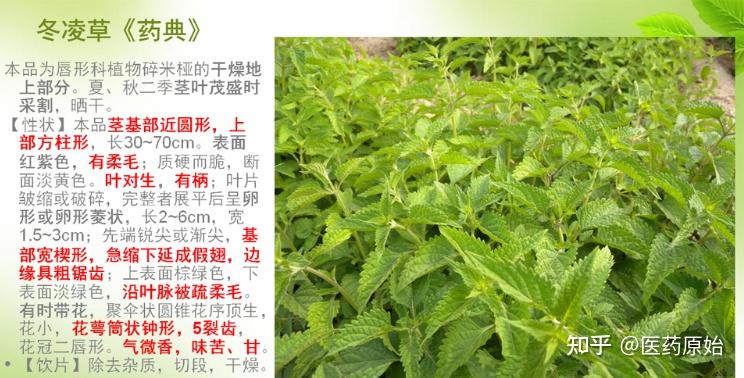 冬凌草《药典》
本品为唇形科植物碎米桠的干燥地
上部分。夏、秋二季茎叶茂盛时
采割，晒干。
【性状】本品茎基部近圆形，上
部方柱形，长30~70cm。表面
红紫色，有柔毛；质硬而脆，断
面淡黄色。叶对生，有柄；叶片
皱缩或破碎，完整者展平后呈卵
形或卵形菱状，长2~6cm，宽
1.5~3cm；先端锐尖或渐尖，基
部宽楔形，急缩下延成假翅，边
缘具粗锯齿；上表面棕绿色，下
表面淡绿色，沿叶脉被疏柔毛。
有时带花，聚伞状圆锥花序顶生，
花小，花萼筒状钟形，5裂齿，
花冠二唇形。气微香，味苦、甘。
•【饮片】除去杂质，切段，干燥。
知乎 @医药原始